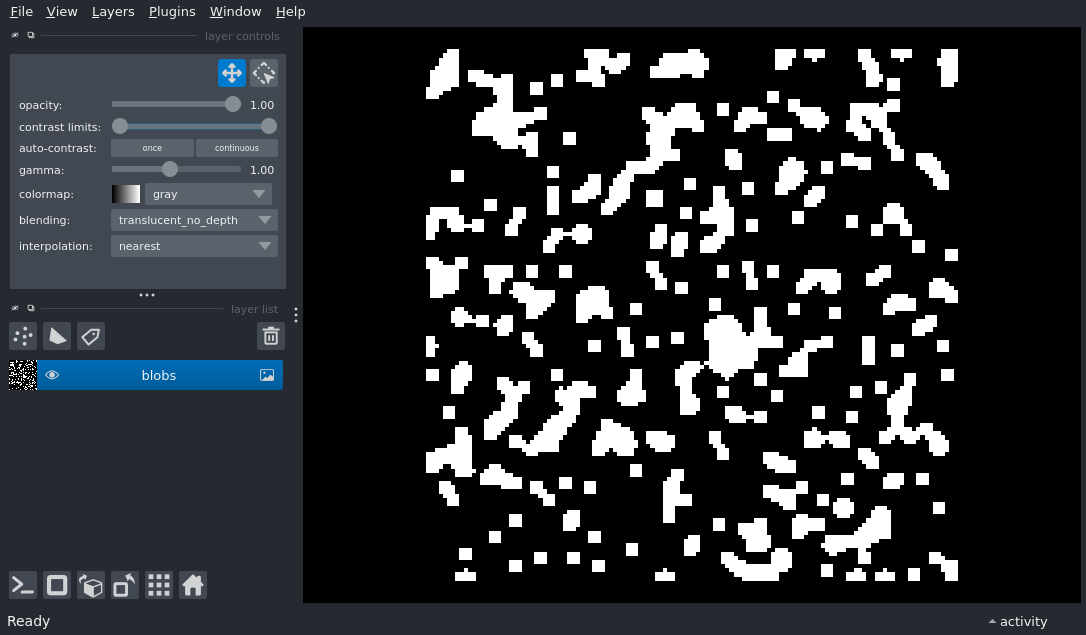 File View Layers Plugins Window Help
layer controls
opacity: 1.00
contrast limits:
auto-contrast: once continuous
gamma: 1.00
colormap: gray
blending: translucent_no_depth
interpolation: nearest
layer list
blobs
Ready
activity